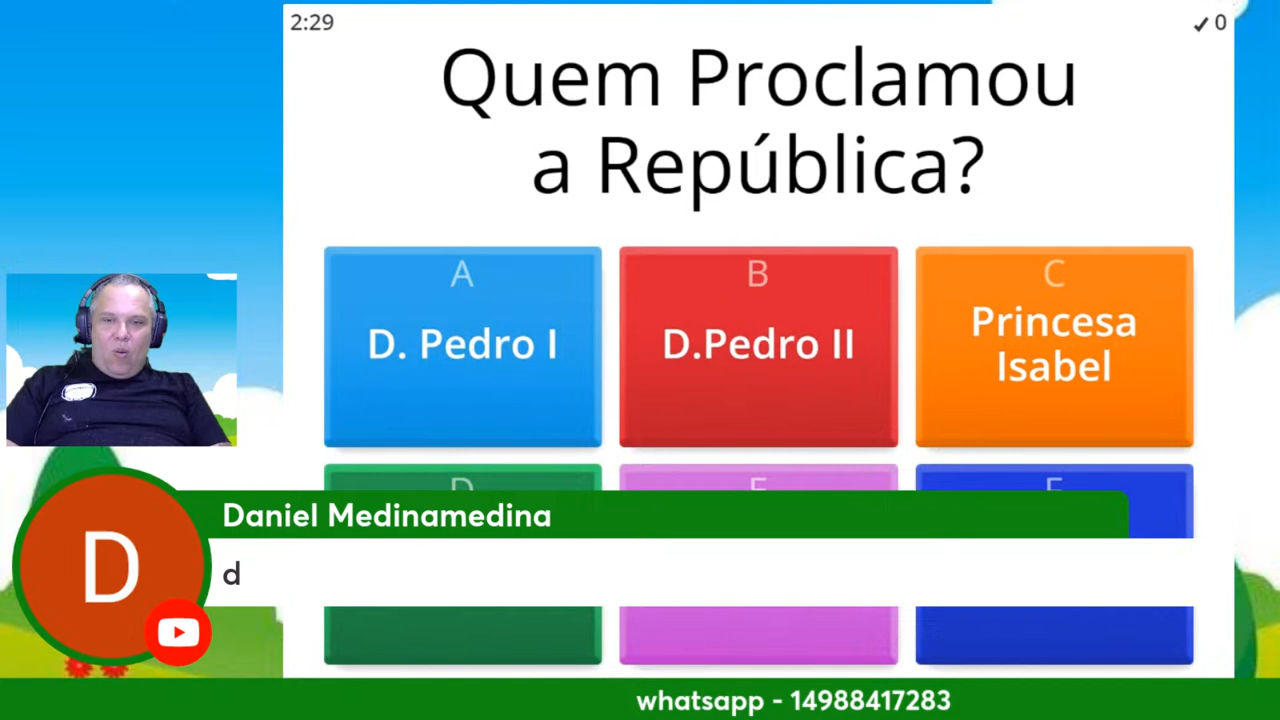 2:29
✓ 0
Quem Proclamou
a República?
A
D. Pedro I
B
D.Pedro II
C
Princesa
Isabel
D
E
F
Daniel Medinamedina
D
d
whatsapp - 14988417283